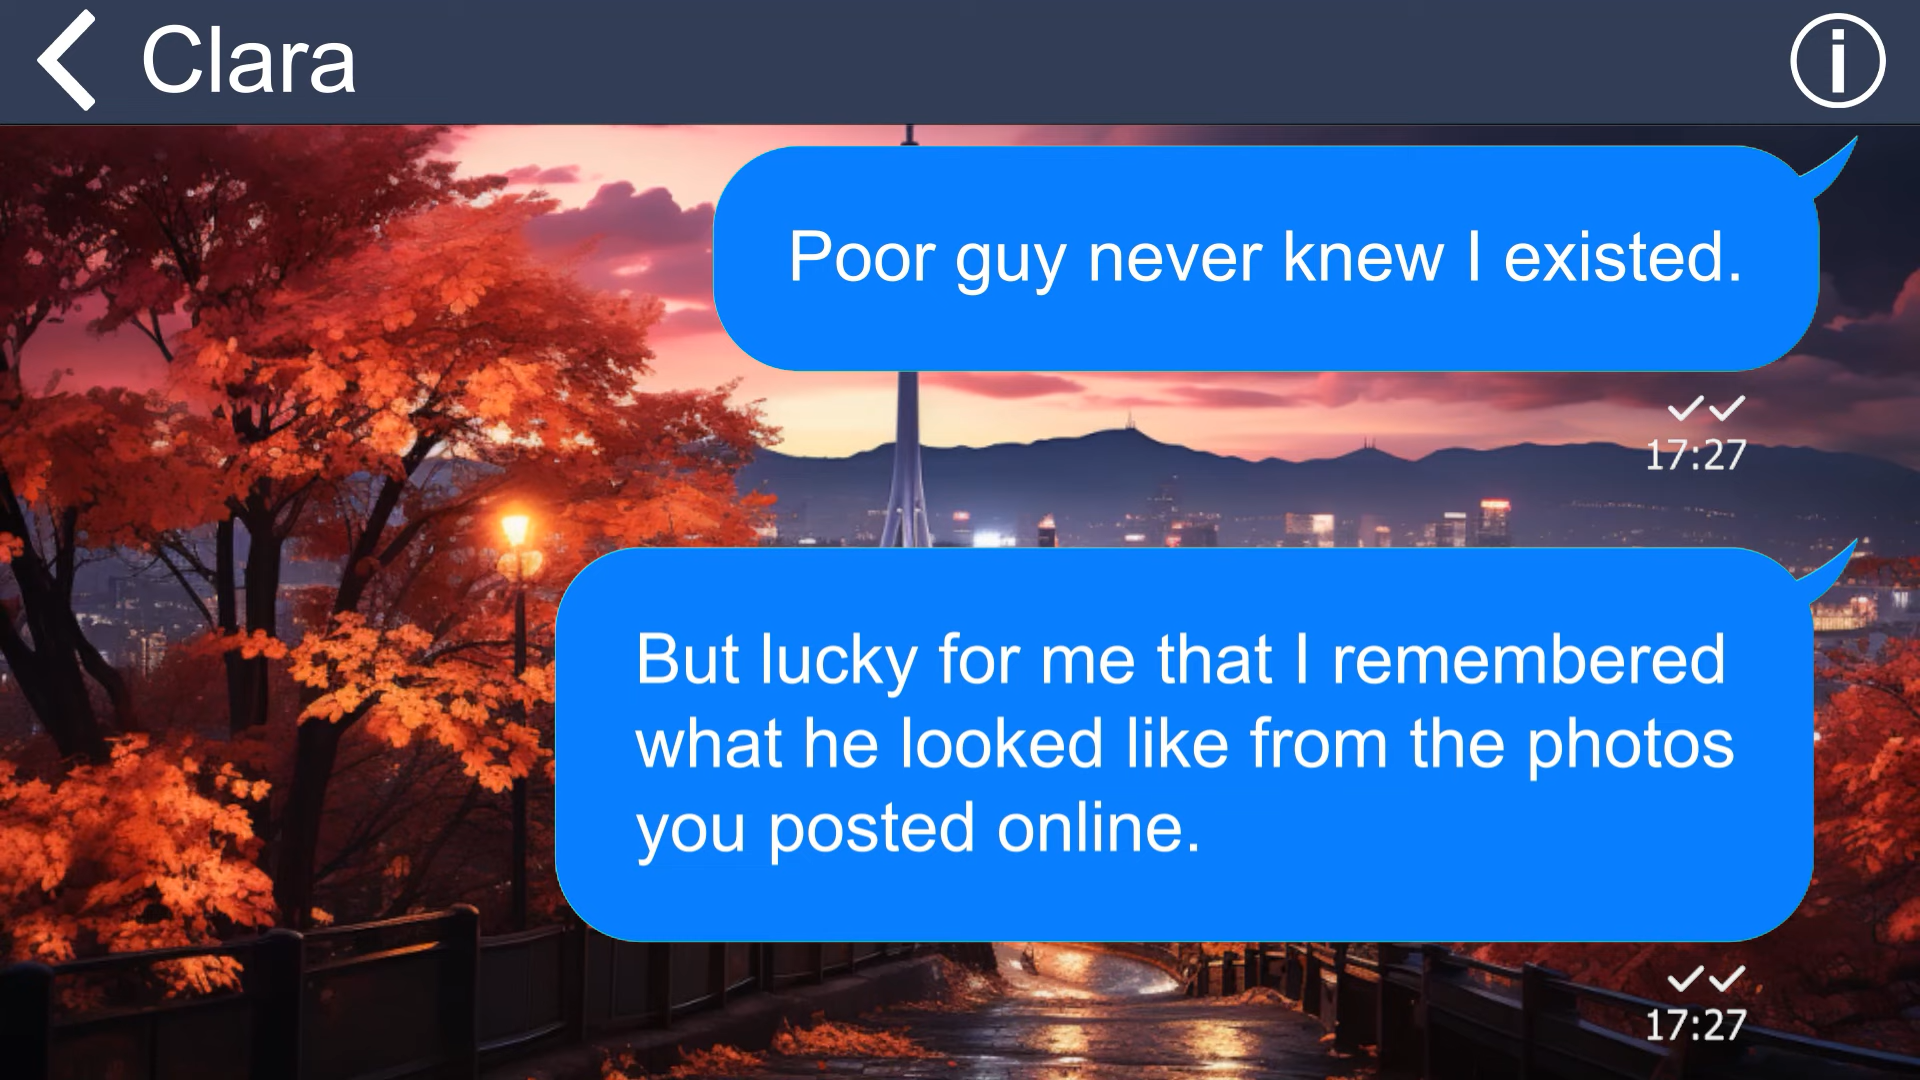 Clara
Poor guy never knew I existed.
17:27
But lucky for me that I remembered
what he looked like from the photos
you posted online.
17:27